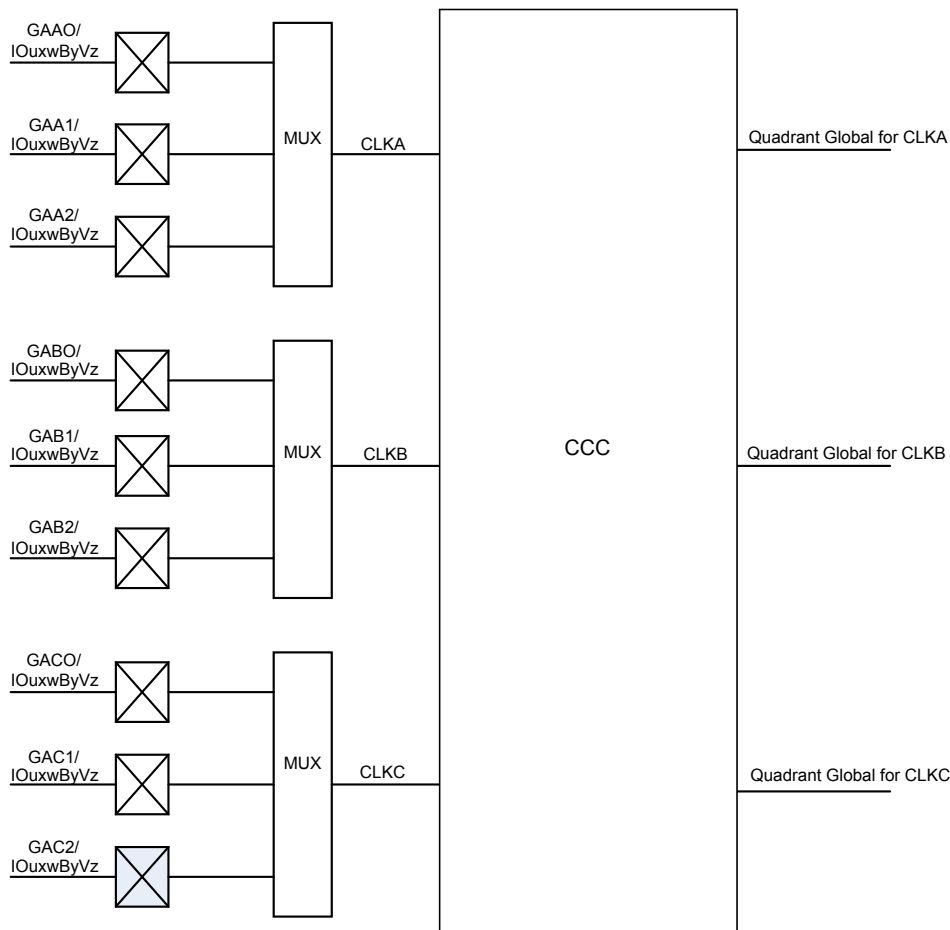 GAAO/
IOuxwByVz
GAA1/
IOuxwByVz
GAA2/
IOuxwByVz
MUX
CLKA
Quadrant Global for CLKA
GABO/
IOuxwByVz
GAB1/
IOuxwByVz
GAB2/
IOuxwByVz
MUX
CLKB
CCC
Quadrant Global for CLKB
GACO/
IOuxwByVz
GAC1/
IOuxwByVz
GAC2/
IOuxwByVz
MUX
CLKC
Quadrant Global for CLKC